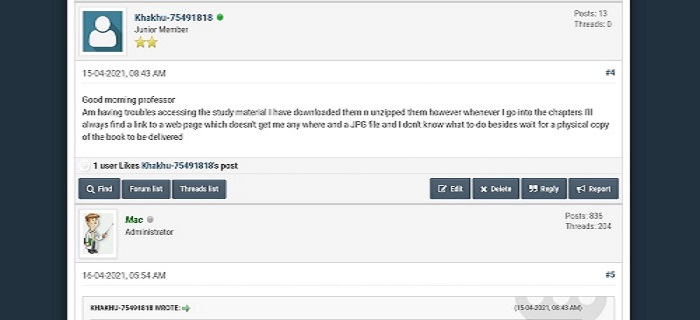 Khakhu-75491818
Posts: 13
Junior Member
Threads: 0
15-04-2021, 08:43 AM
#4
Good morning professor
Am having troubles accessing the study material I have downloaded them n unzipped them however whenever I go into the chapters I'll
always find a link to a web page which doesn't get me any where and a JPG file and I don't know what to do besides wait for a physical copy
of the book to be delivered
1 user Likes Khakhu-75491818's post
Find Forum list Threads list Edit Delete Reply Report
Mac
Posts: 835
Administrator
Threads: 204
16-04-2021, 05:54 AM
#5
KHAKHU-75491818 WROTE:
(15-04-2021, 08:43 AM)